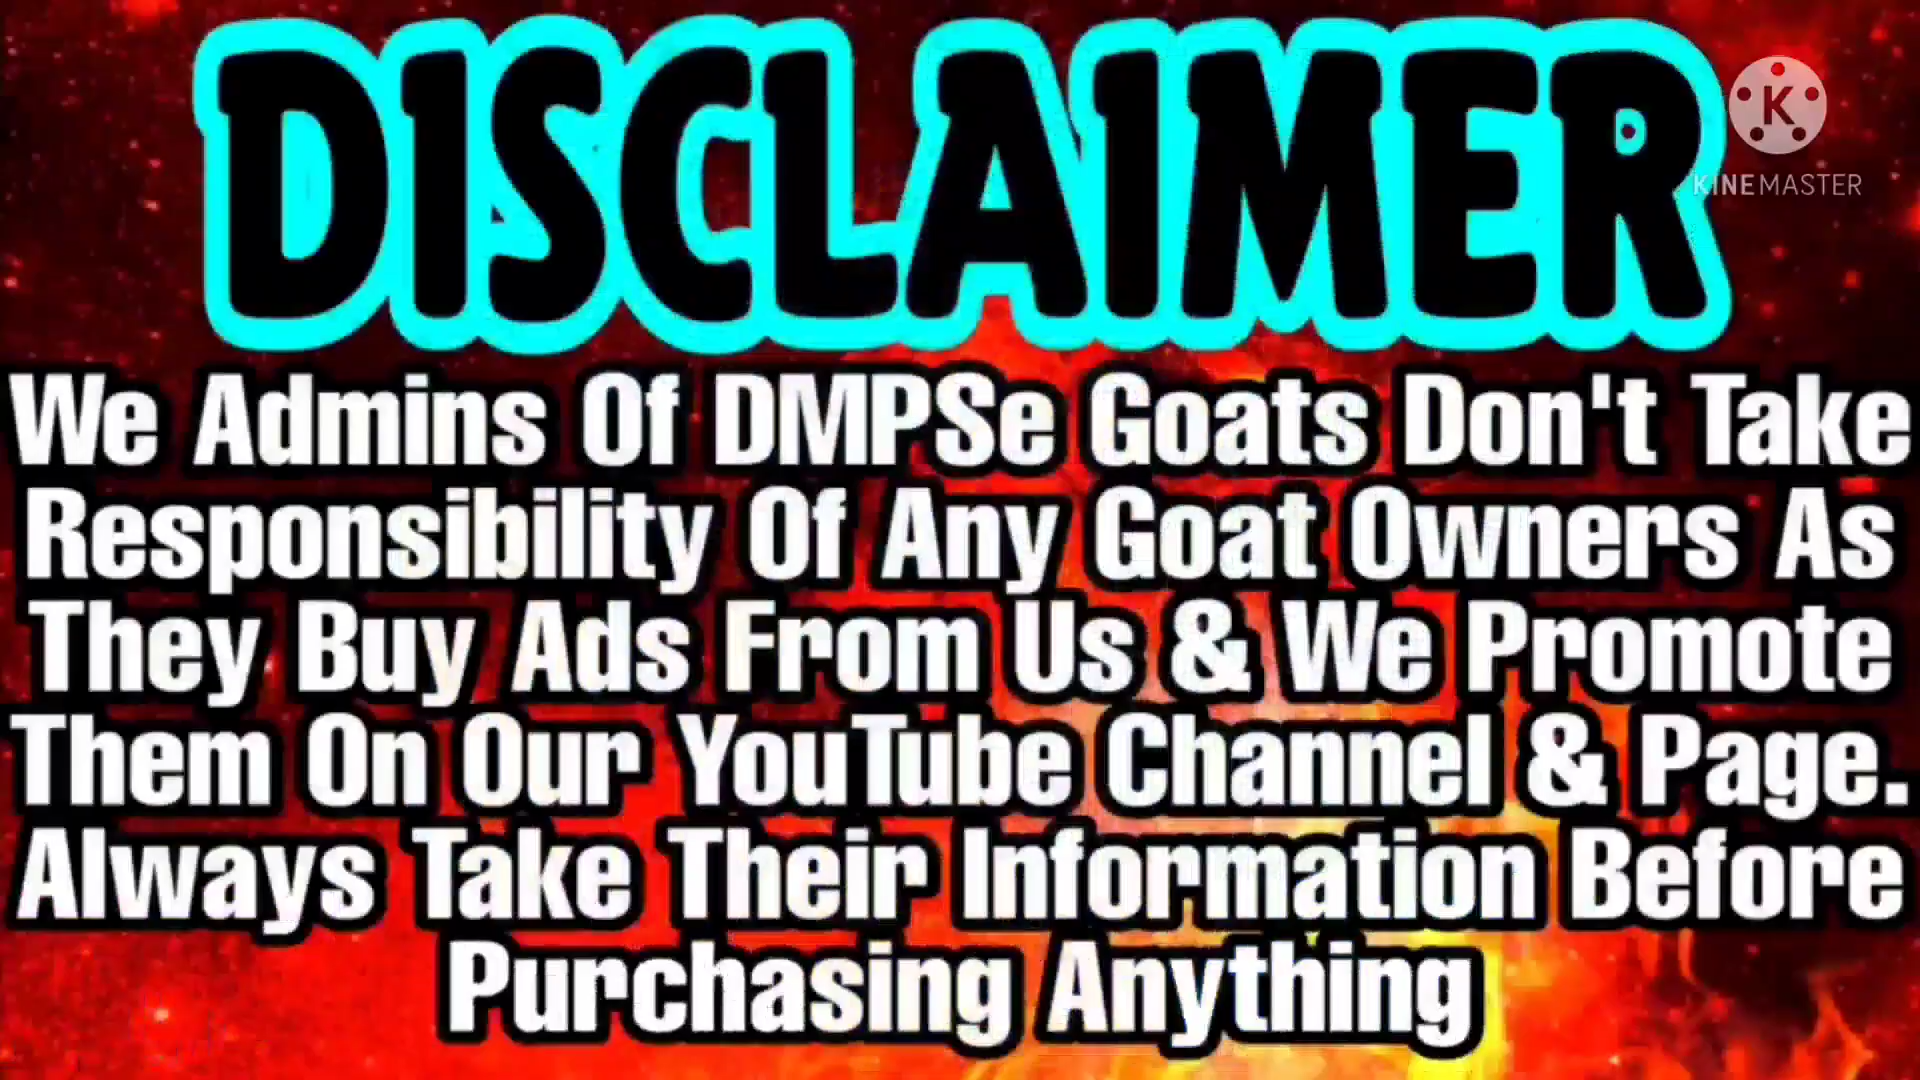 DISCLAIMER
K
KINEMASTER
We Admins Of DMPSe Goats Don't Take
Responsibility Of Any Goat Owners As
They Buy Ads From Us & We Promote
Them On Our YouTube Channel & Page.
Always Take Their Information Before
Purchasing Anything